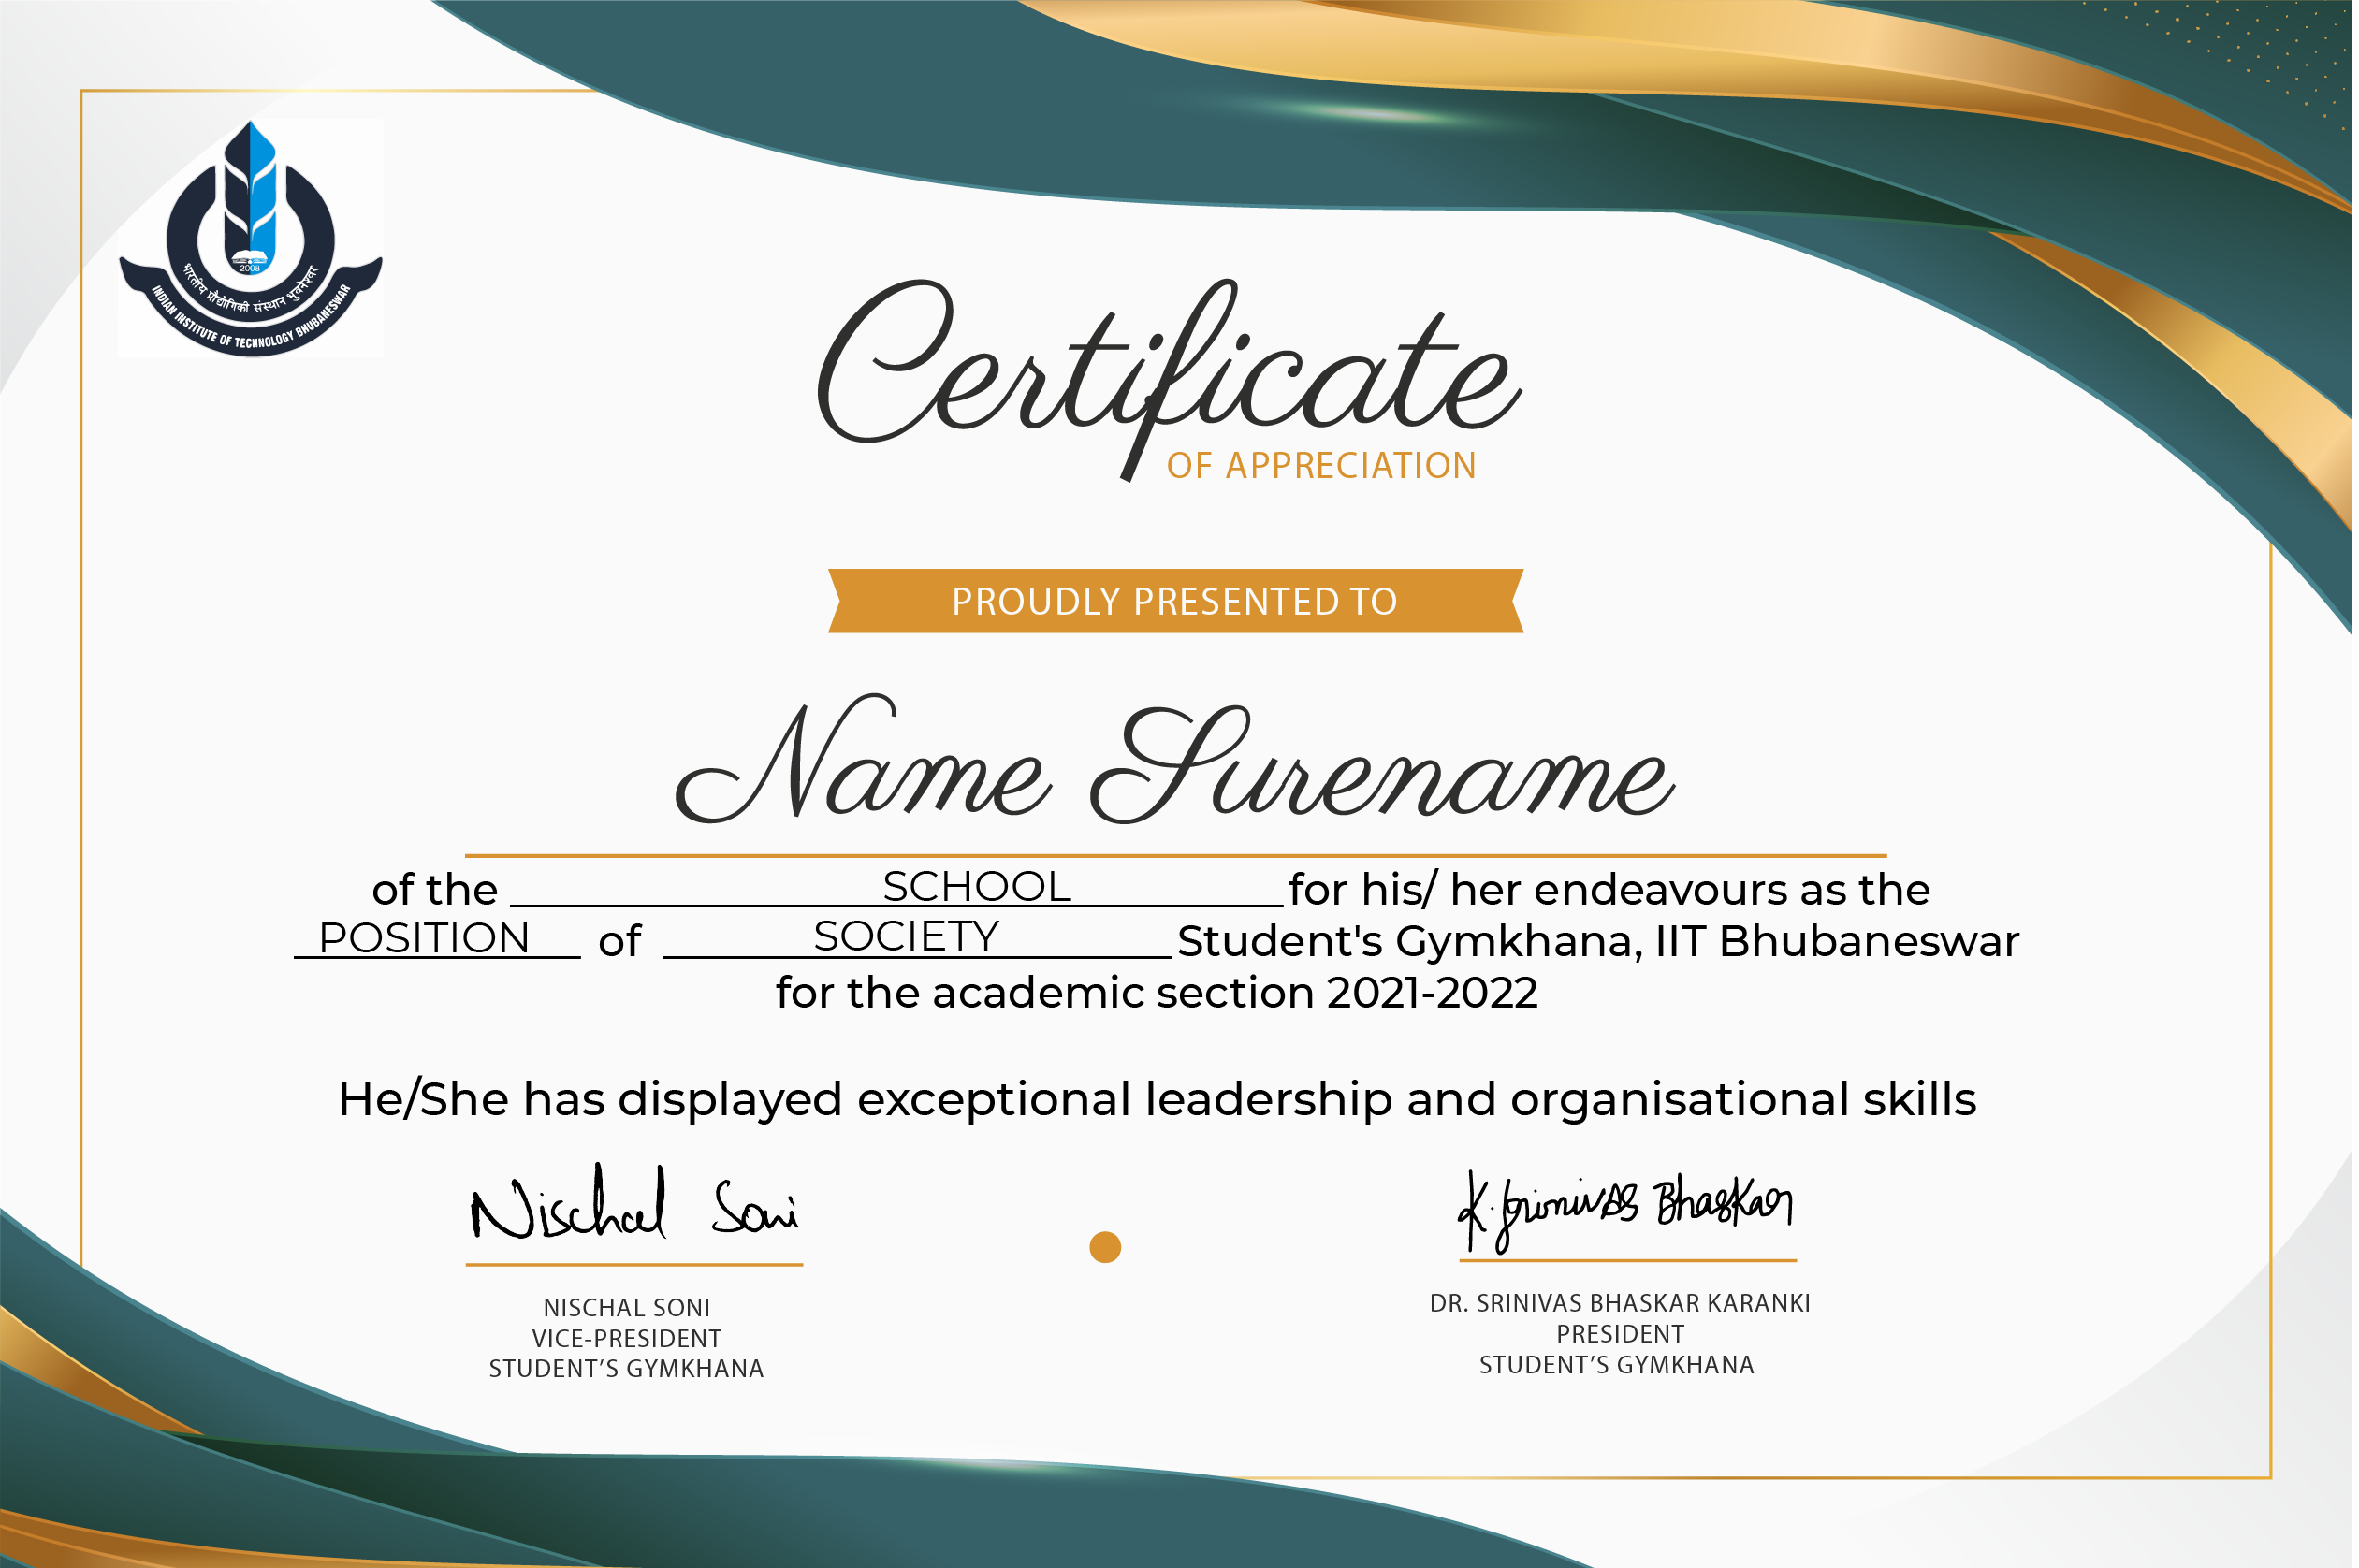 2008
भारतीय प्रौद्योगिकी संस्थान भुवनेश्वर
INDIAN INSTITUTE OF TECHNOLOGY BHUBANESWAR
Certificate
OF APPRECIATION
PROUDLY PRESENTED TO
Name Surename
of the SCHOOL for his/ her endeavours as the
POSITION of SOCIETY Student's Gymkhana, IIT Bhubaneswar
for the academic section 2021-2022
He/She has displayed exceptional leadership and organisational skills
Nischal Soni
K. Srinivas Bhaskar
NISCHAL SONI
VICE-PRESIDENT
STUDENT’S GYMKHANA
DR. SRINIVAS BHASKAR KARANKI
PRESIDENT
STUDENT’S GYMKHANA